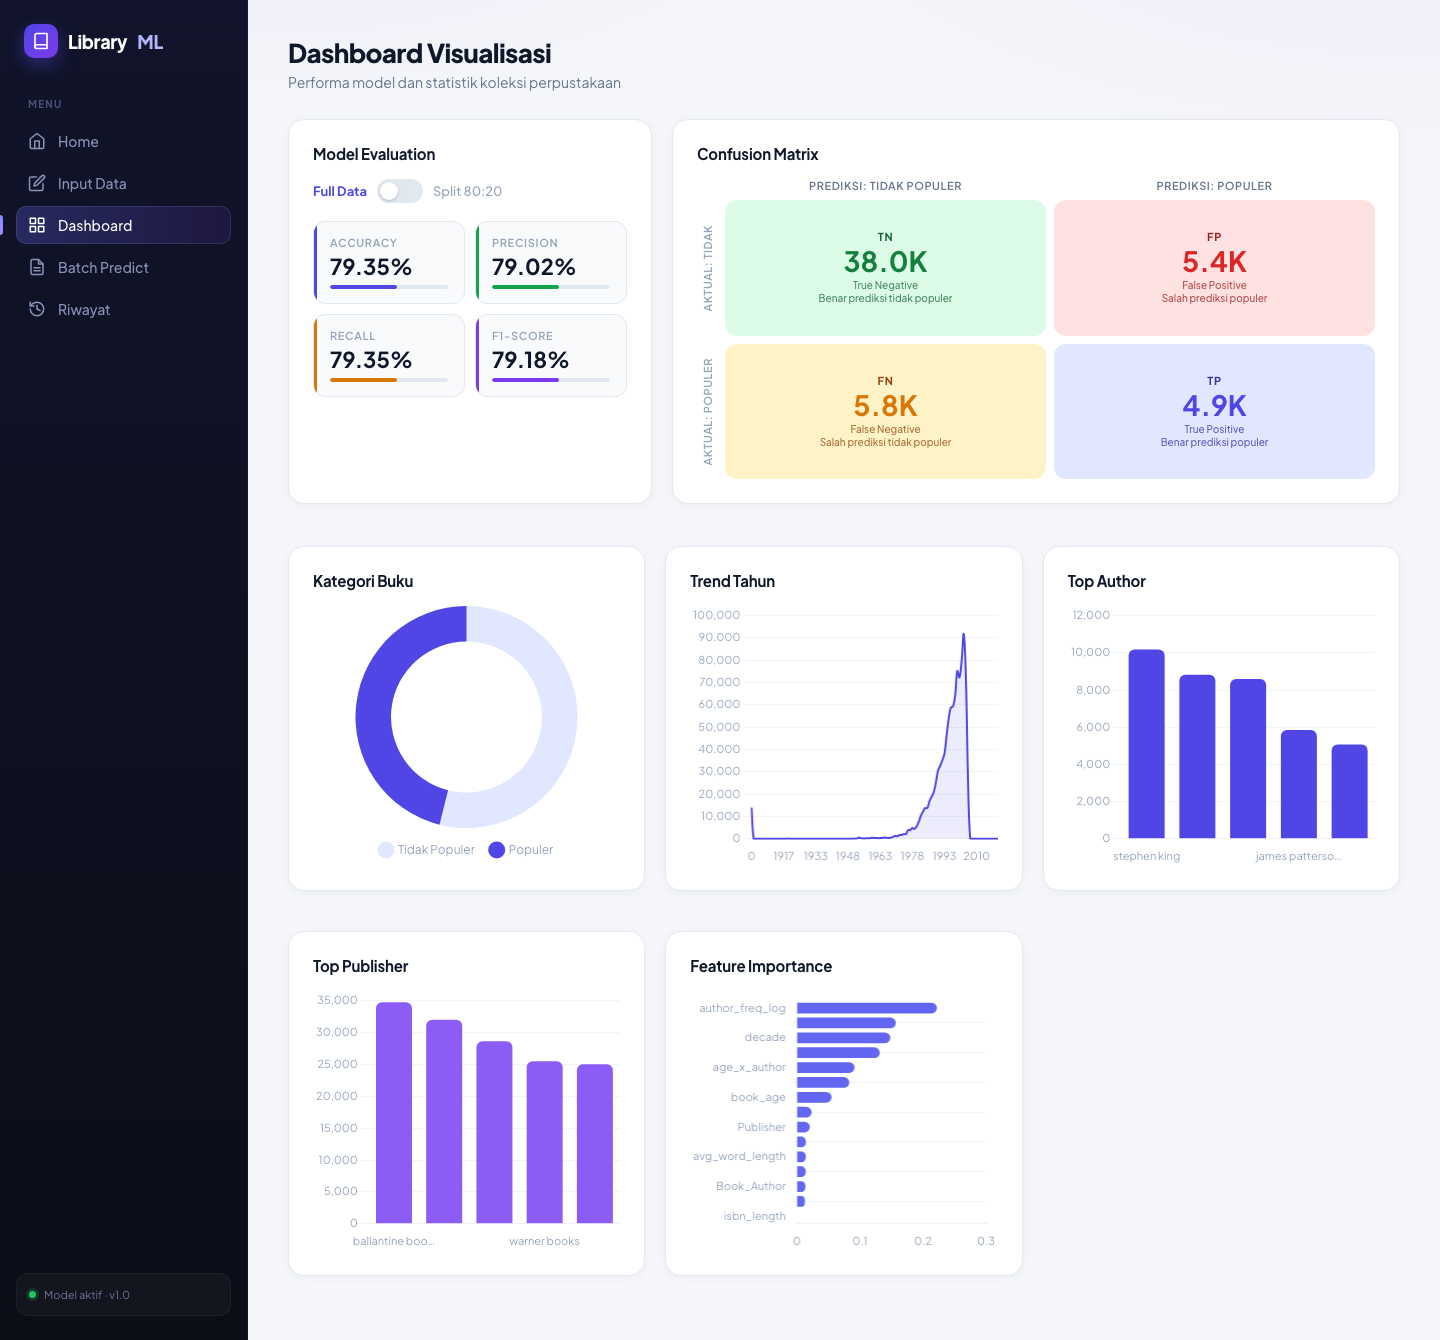 Library ML
MENU
Home
Input Data
Dashboard
Batch Predict
Riwayat
Model aktif · v1.0
Dashboard Visualisasi
Performa model dan statistik koleksi perpustakaan
Model Evaluation
Full Data Split 80:20
ACCURACY
79.35%
PRECISION
79.02%
RECALL
79.35%
F1-SCORE
79.18%
Confusion Matrix
PREDIKSI: TIDAK POPULER PREDIKSI: POPULER
AKTUAL: TIDAK
TN
38.0K
True Negative
Benar prediksi tidak populer
FP
5.4K
False Positive
Salah prediksi populer
AKTUAL: POPULER
FN
5.8K
False Negative
Salah prediksi tidak populer
TP
4.9K
True Positive
Benar prediksi populer
Kategori Buku
Tidak Populer Populer
Trend Tahun
100,000
90,000
80,000
70,000
60,000
50,000
40,000
30,000
20,000
10,000
0
0 1917 1933 1948 1963 1978 1993 2010
Top Author
12,000
10,000
8,000
6,000
4,000
2,000
0
stephen king james patterso...
Top Publisher
35,000
30,000
25,000
20,000
15,000
10,000
5,000
0
ballantine boo... warner books
Feature Importance
author_freq_log
decade
age_x_author
book_age
Publisher
avg_word_length
Book_Author
isbn_length
0 0.1 0.2 0.3